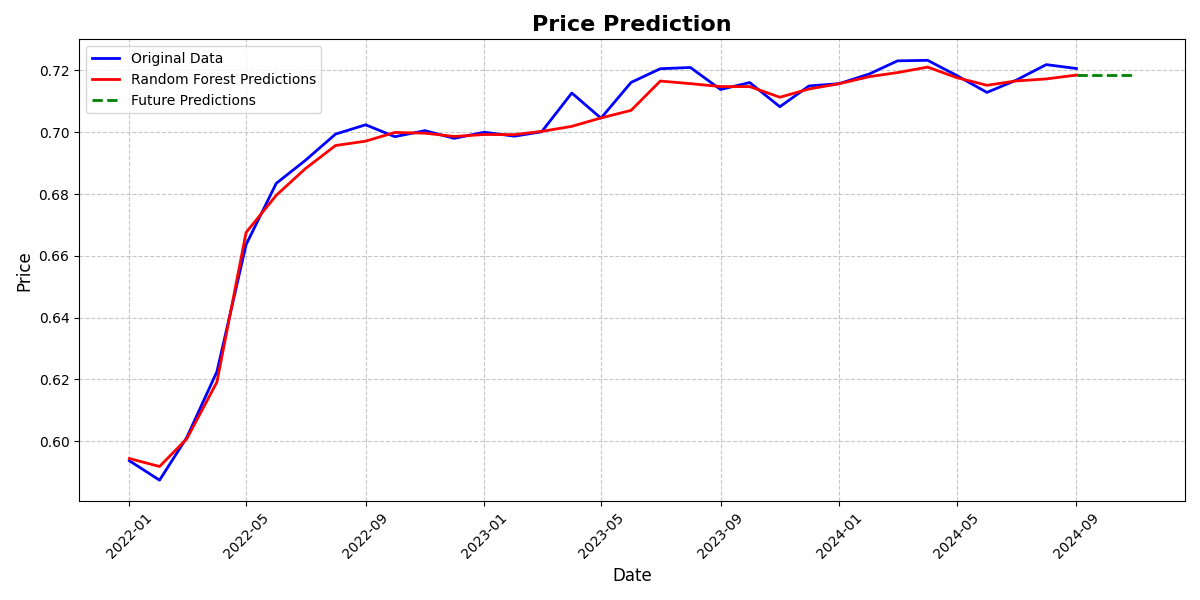 Price Prediction
Original Data
Random Forest Predictions
Future Predictions
Price
0.72
0.70
0.68
0.66
0.64
0.62
0.60
2022-01
2022-05
2022-09
2023-01
2023-05
2023-09
2024-01
2024-05
2024-09
Date